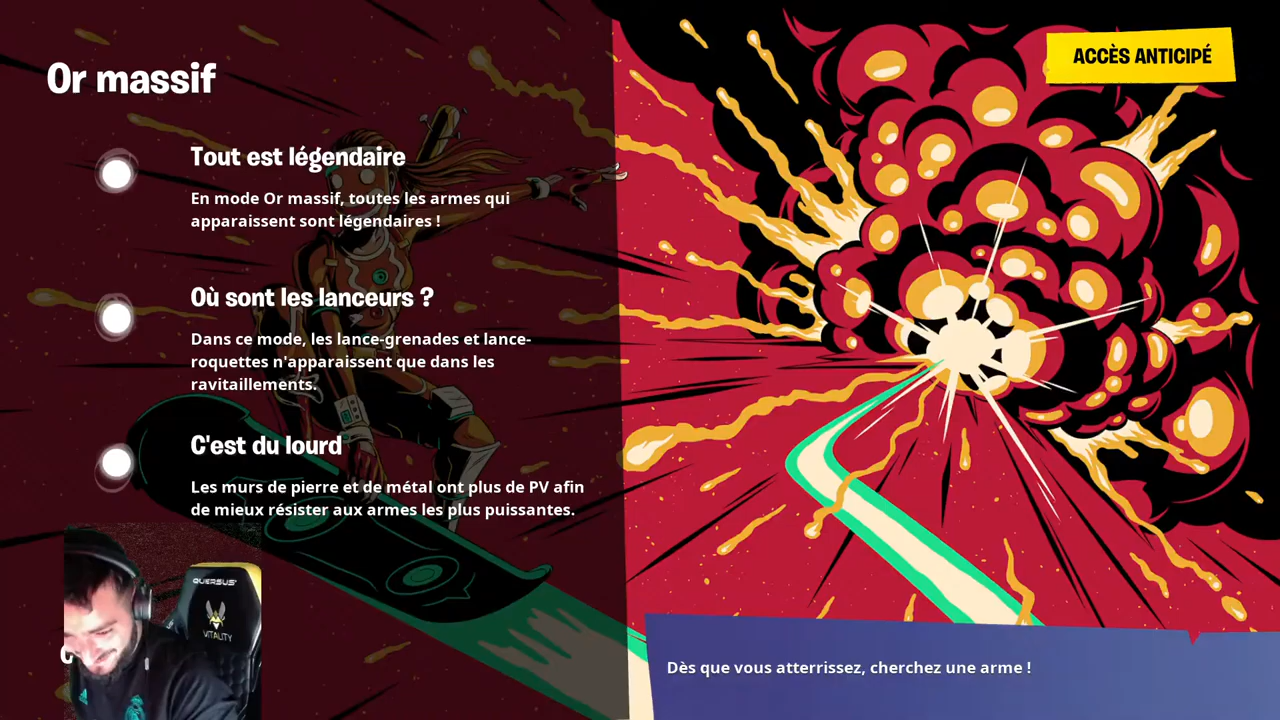 Or massif
ACCÈS ANTICIPÉ
Tout est légendaire
En mode Or massif, toutes les armes qui
apparaissent sont légendaires !
Où sont les lanceurs ?
Dans ce mode, les lance-grenades et lance-
roquettes n'apparaissent que dans les
ravitaillements.
C'est du lourd
Les murs de pierre et de métal ont plus de PV afin
de mieux résister aux armes les plus puissantes.
QUERSUS
VITALITY
Dès que vous atterrissez, cherchez une arme !